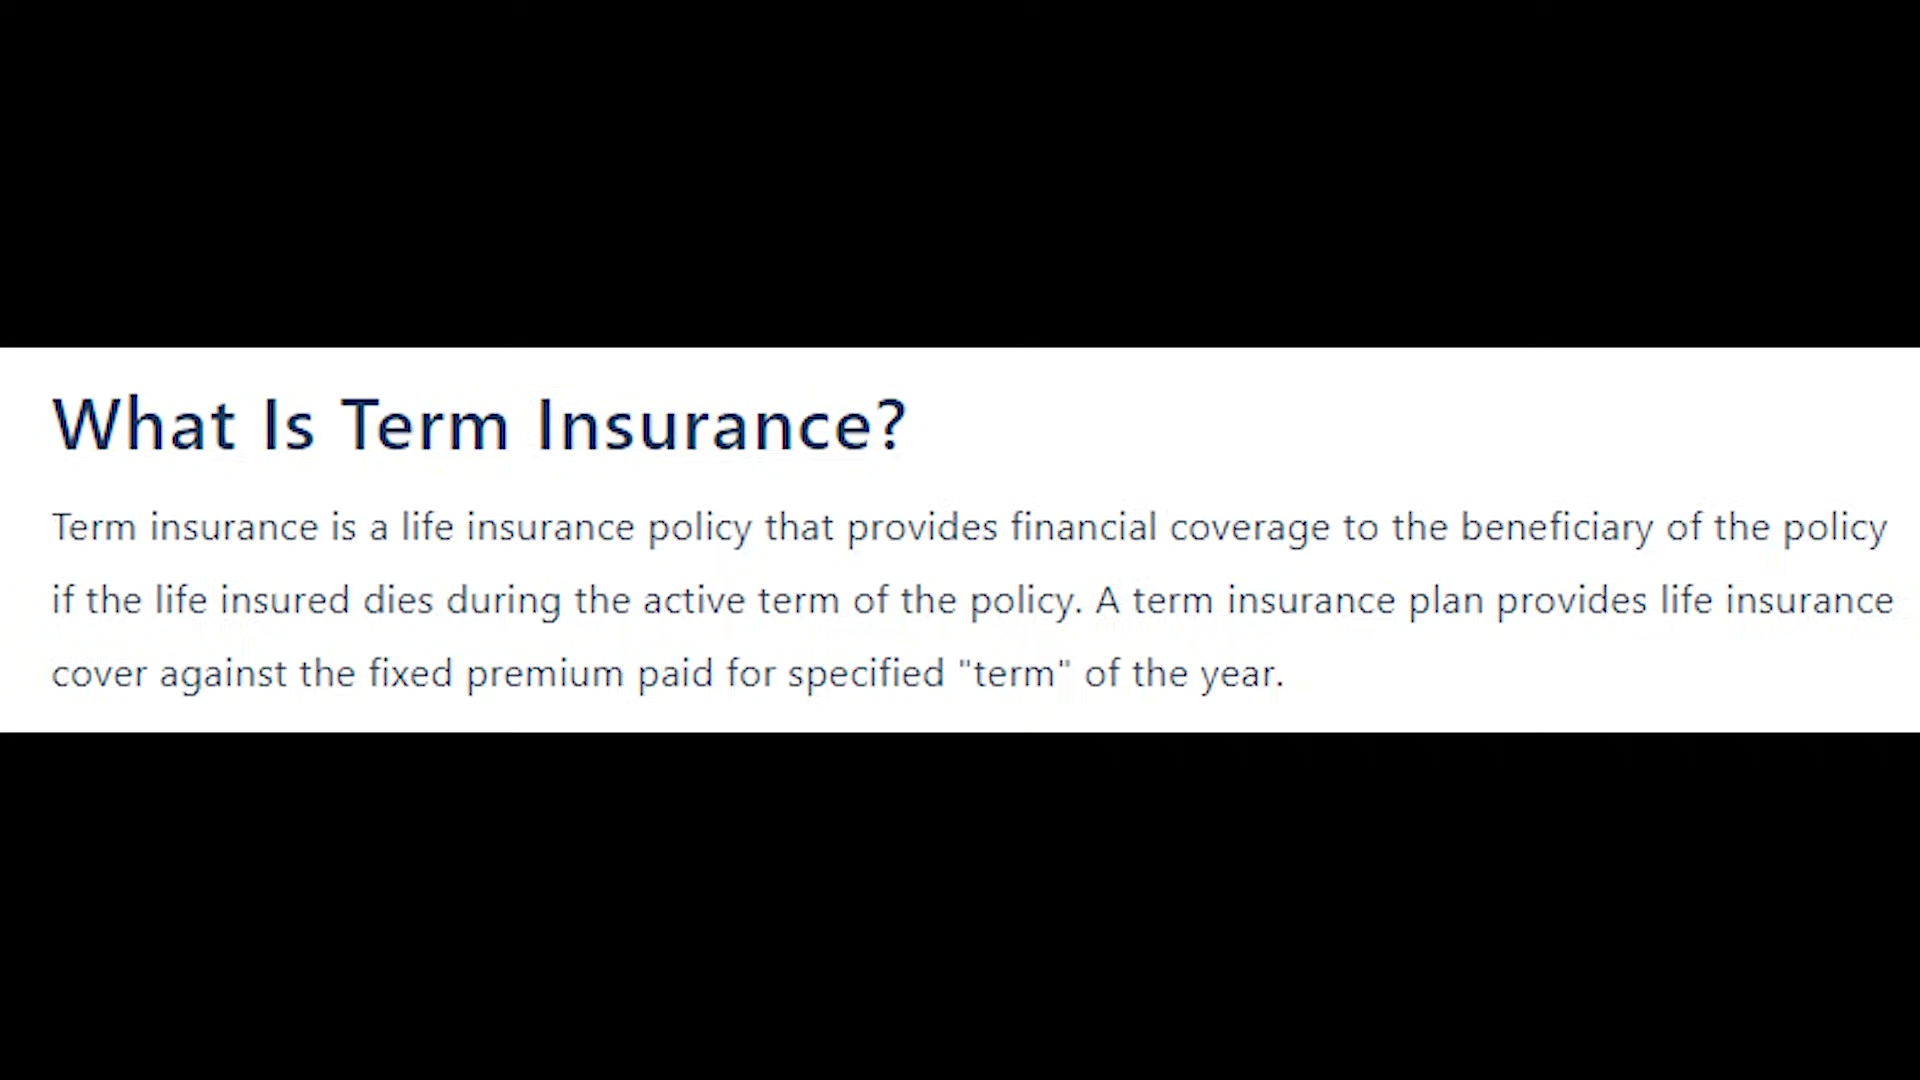 What Is Term Insurance?
Term insurance is a life insurance policy that provides financial coverage to the beneficiary of the policy
if the life insured dies during the active term of the policy. A term insurance plan provides life insurance
cover against the fixed premium paid for specified "term" of the year.